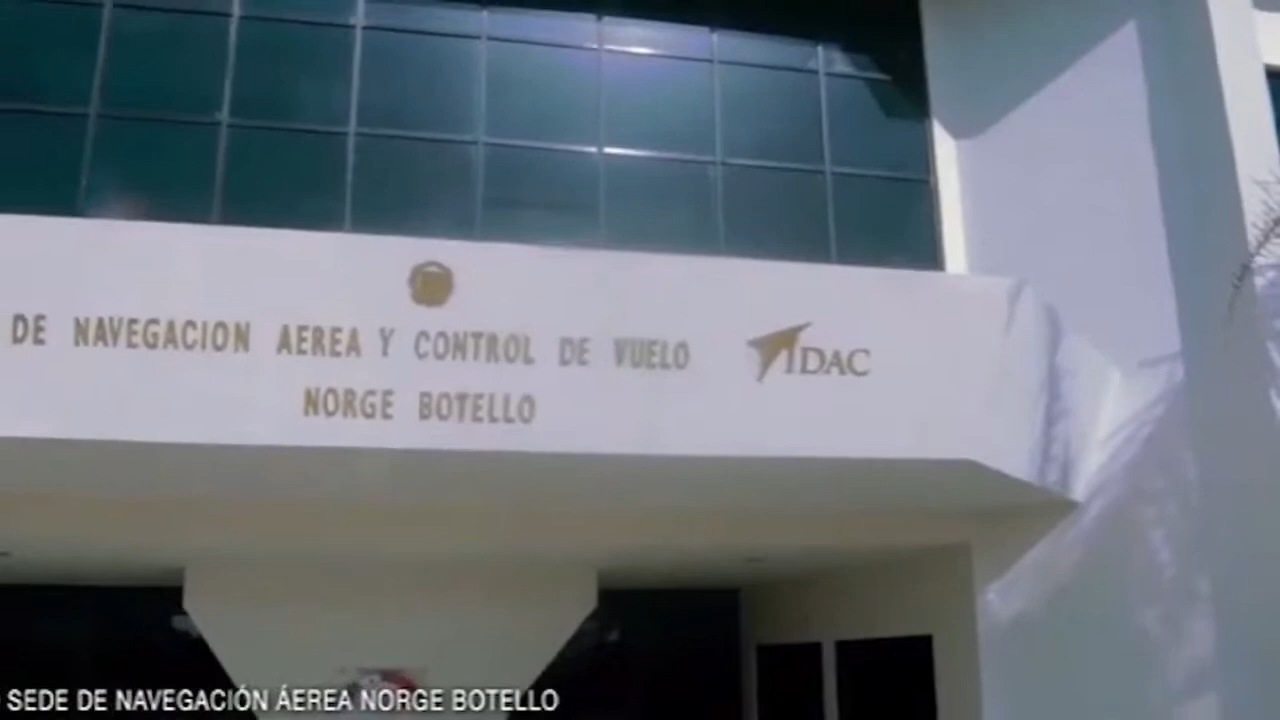 DE NAVEGACION AEREA Y CONTROL DE VUELO
IDAC
NORGE BOTELLO
SEDE DE NAVEGACIÓN ÁEREA NORGE BOTELLO